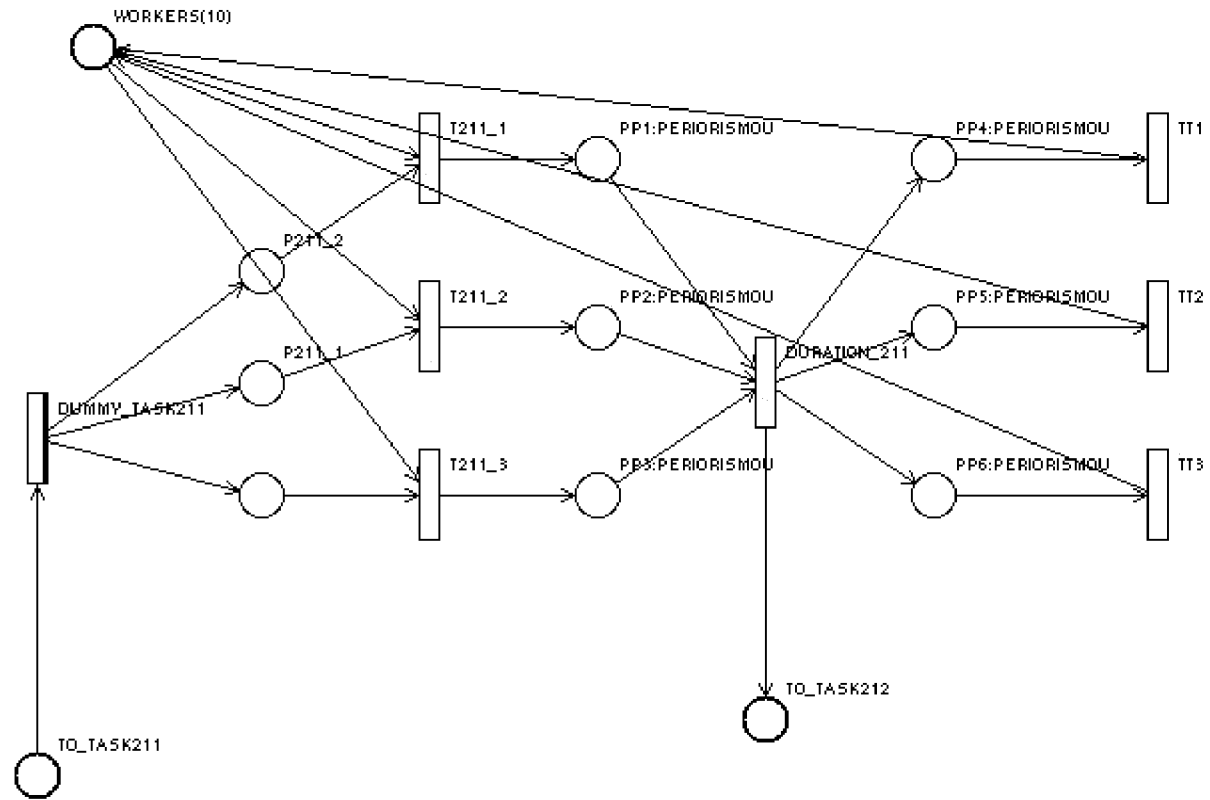 WORKERS(10)
T211_1
PP1:PERIORISMOU
PP4:PERIORISMOU
TT1
P211_2
T211_2
PP2:PERIORISMOU
PP5:PERIORISMOU
TT2
P211_1
DURATION_211
DUMMY_TASK211
T211_3
PP3:PERIORISMOU
PP6:PERIORISMOU
TT3
TO_TASK212
TO_TASK211